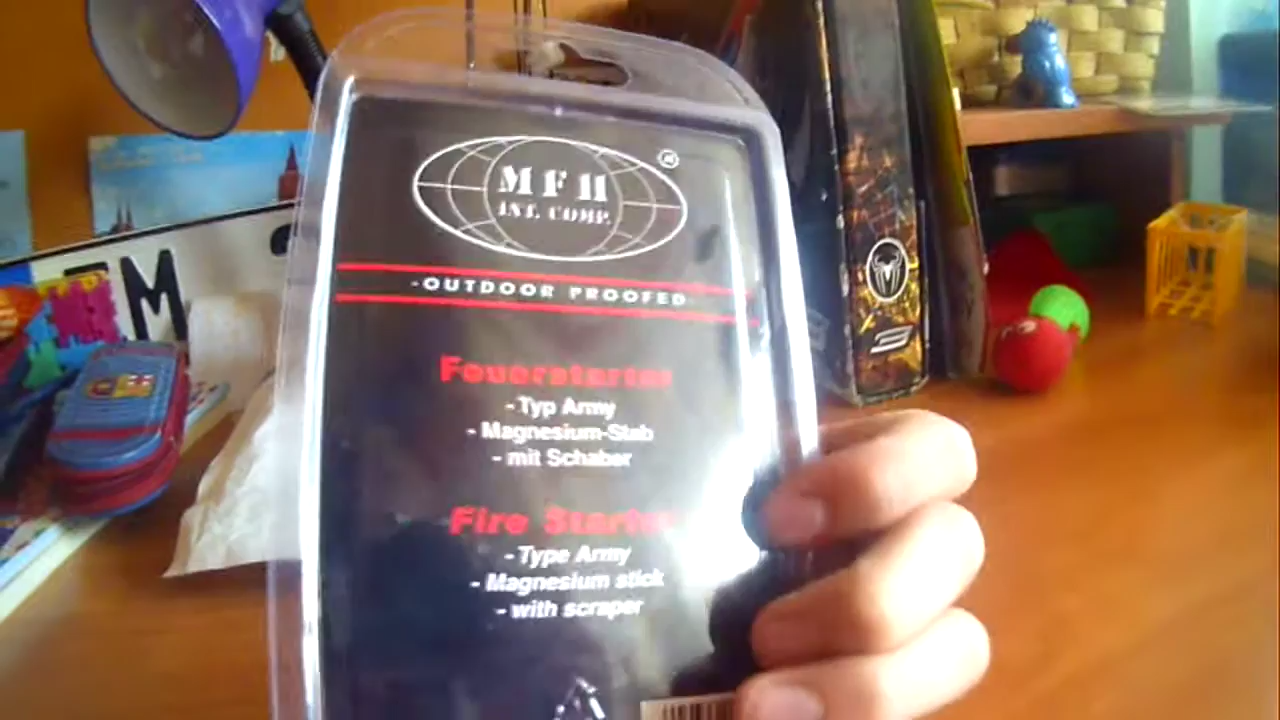 MFH
INT. COMP.
®
-OUTDOOR PROOFED-
Feuerstarter
- Typ Army
- Magnesium-Stab
- mit Schaber
Fire Starter
- Type Army
- Magnesium stick
- with scraper
M
3